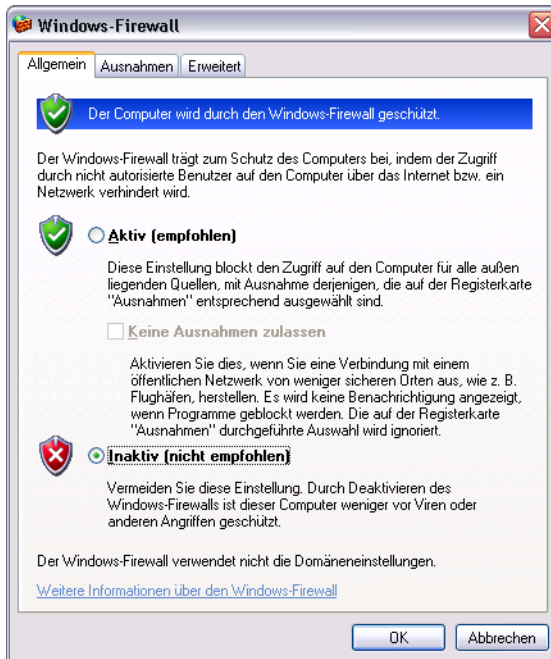 Windows-Firewall
Allgemein Ausnahmen Erweitert
Der Computer wird durch den Windows-Firewall geschützt.
Der Windows-Firewall trägt zum Schutz des Computers bei, indem der Zugriff
durch nicht autorisierte Benutzer auf den Computer über das Internet bzw. ein
Netzwerk verhindert wird.
Aktiv (empfohlen)
Diese Einstellung blockt den Zugriff auf den Computer für alle außen
liegenden Quellen, mit Ausnahme derjenigen, die auf der Registerkarte
"Ausnahmen" entsprechend ausgewählt sind.
Keine Ausnahmen zulassen
Aktivieren Sie dies, wenn Sie eine Verbindung mit einem
öffentlichen Netzwerk von weniger sicheren Orten aus, wie z. B.
Flughäfen, herstellen. Es wird keine Benachrichtigung angezeigt,
wenn Programme geblockt werden. Die auf der Registerkarte
"Ausnahmen" durchgeführte Auswahl wird ignoriert.
Inaktiv (nicht empfohlen)
Vermeiden Sie diese Einstellung. Durch Deaktivieren des
Windows-Firewalls ist dieser Computer weniger vor Viren oder
anderen Angriffen geschützt.
Der Windows-Firewall verwendet nicht die Domäneneinstellungen.
Weitere Informationen über den Windows-Firewall
OK Abbrechen